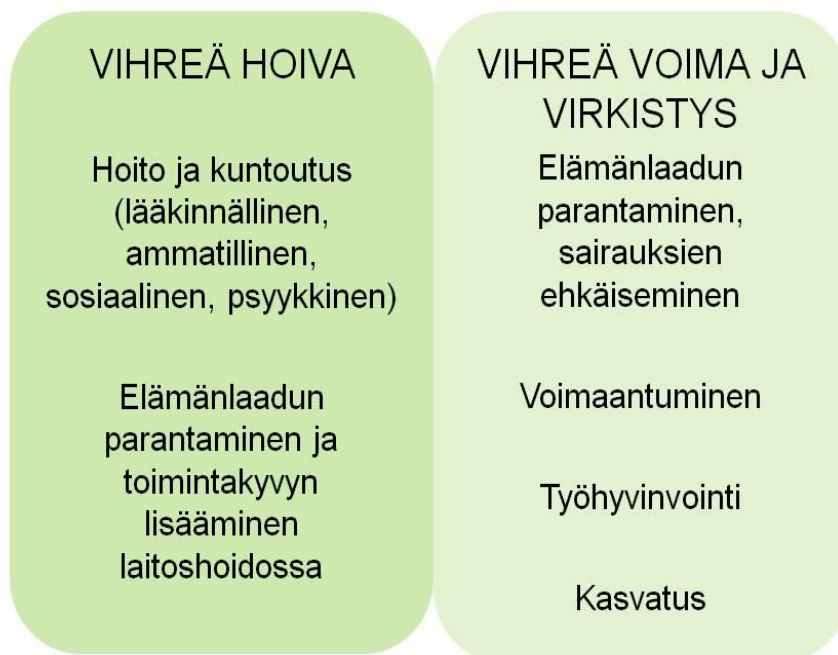 VIHREÄ HOIVA
Hoito ja kuntoutus
(lääkinnällinen,
ammatillinen,
sosiaalinen, psyykkinen)
Elämänlaadun
parantaminen ja
toimintakyvyn
lisääminen
laitoshoidossa
VIHREÄ VOIMA JA
VIRKISTYS
Elämänlaadun
parantaminen,
sairauksien
ehkäiseminen
Voimaantuminen
Työhyvinvointi
Kasvatus